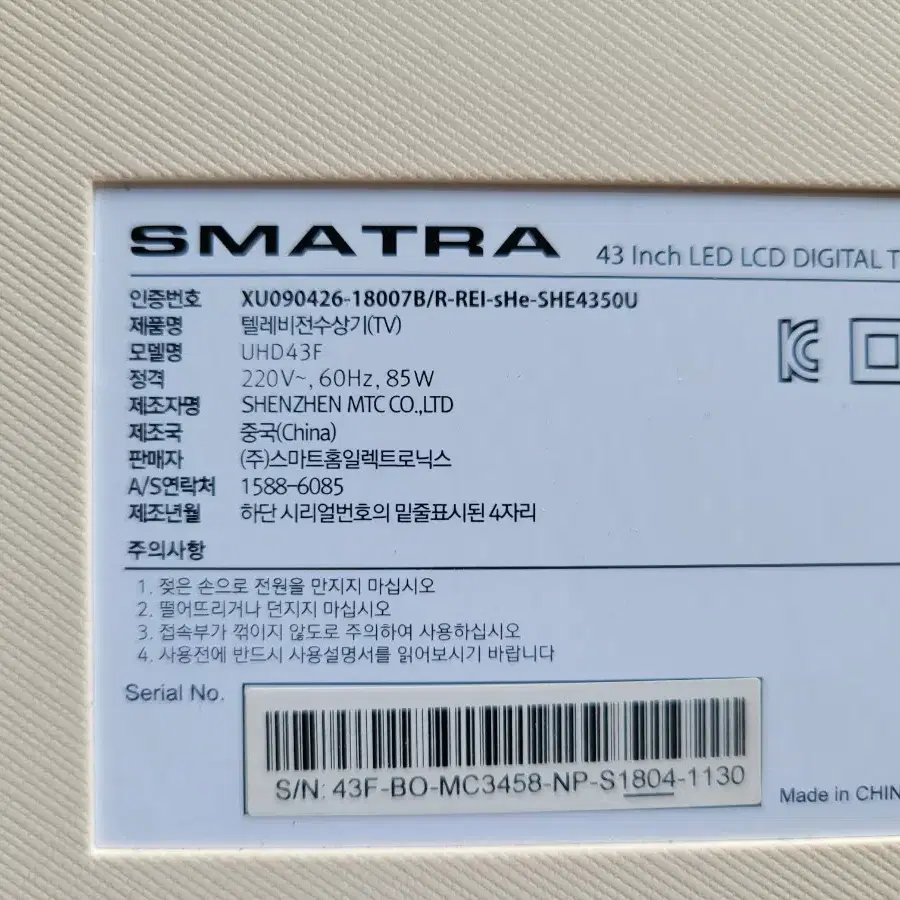 SMATRA 43 Inch LED LCD DIGITAL T
인증번호 XU090426-18007B/R-REI-sHe-SHE4350U
제품명 텔레비전수상기(TV)
모델명 UHD43F
정격 220V~, 60Hz, 85W
제조자명 SHENZHEN MTC CO.,LTD
제조국 중국(China)
판매자 (주)스마트홈일렉트로닉스
A/S연락처 1588-6085
제조년월 하단 시리얼번호의 밑줄표시된 4자리
주의사항
1. 젖은 손으로 전원을 만지지 마십시오
2. 떨어뜨리거나 던지지 마십시오
3. 접속부가 꺾이지 않도로 주의하여 사용하십시오
4. 사용전에 반드시 사용설명서를 읽어보시기 바랍니다
Serial No.
S/N: 43F-BO-MC3458-NP-S1804-1130
Made in CHIN